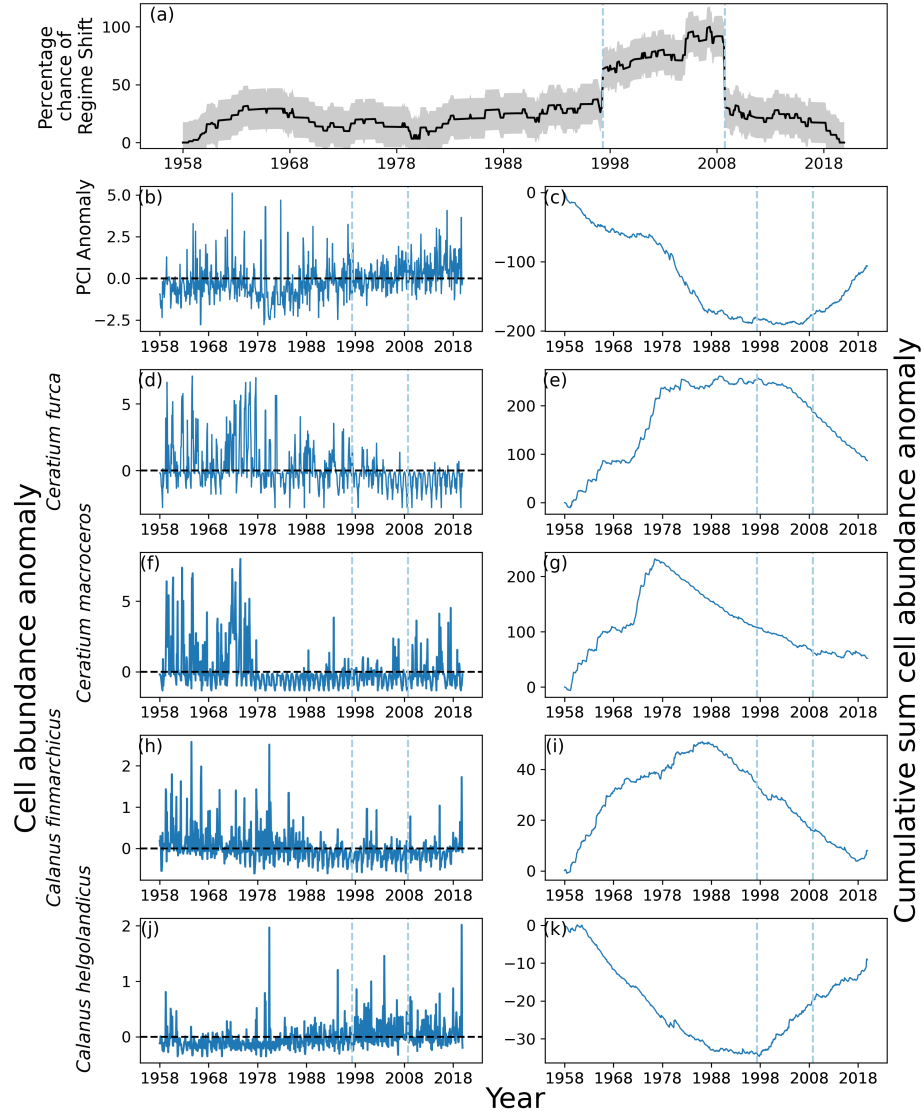 (a)
Percentage
chance of
Regime Shift
100
50
0
1958 1968 1978 1988 1998 2008 2018
(b)
PCI Anomaly
5.0
2.5
0.0
−2.5
1958 1968 1978 1988 1998 2008 2018
(c)
0
−100
−200
1958 1968 1978 1988 1998 2008 2018
(d)
Ceratium furca
5
0
1958 1968 1978 1988 1998 2008 2018
(e)
200
100
0
1958 1968 1978 1988 1998 2008 2018
(f)
Ceratium macroceros
5
0
1958 1968 1978 1988 1998 2008 2018
(g)
200
100
0
1958 1968 1978 1988 1998 2008 2018
(h)
Calanus finmarchicus
2
1
0
1958 1968 1978 1988 1998 2008 2018
(i)
40
20
0
1958 1968 1978 1988 1998 2008 2018
(j)
Calanus helgolandicus
2
1
0
1958 1968 1978 1988 1998 2008 2018
(k)
0
−10
−20
−30
1958 1968 1978 1988 1998 2008 2018
Cell abundance anomaly
Cumulative sum cell abundance anomaly
Year